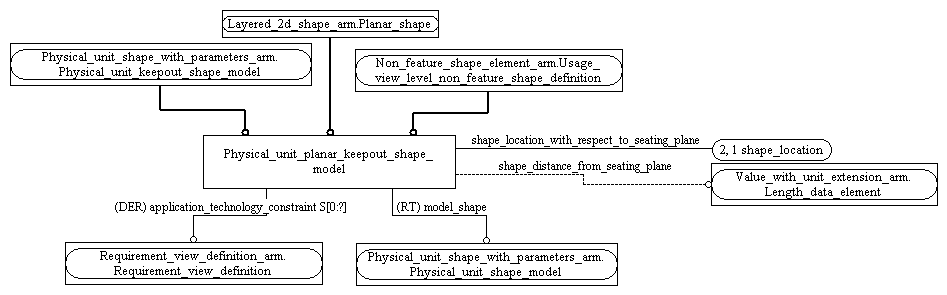 Layered_2d_shape_arm.Planar_shape
Physical_unit_shape_with_parameters_arm.
Physical_unit_keepout_shape_model
Non_feature_shape_element_arm.Usage_
view_level_non_feature_shape_definition
Physical_unit_planar_keepout_shape_
model
shape_location_with_respect_to_seating_plane
2, 1 shape_location
shape_distance_from_seating_plane
Value_with_unit_extension_arm.
Length_data_element
(DER) application_technology_constraint S[0:?]
(RT) model_shape
Requirement_view_definition_arm.
Requirement_view_definition
Physical_unit_shape_with_parameters_arm.
Physical_unit_shape_model